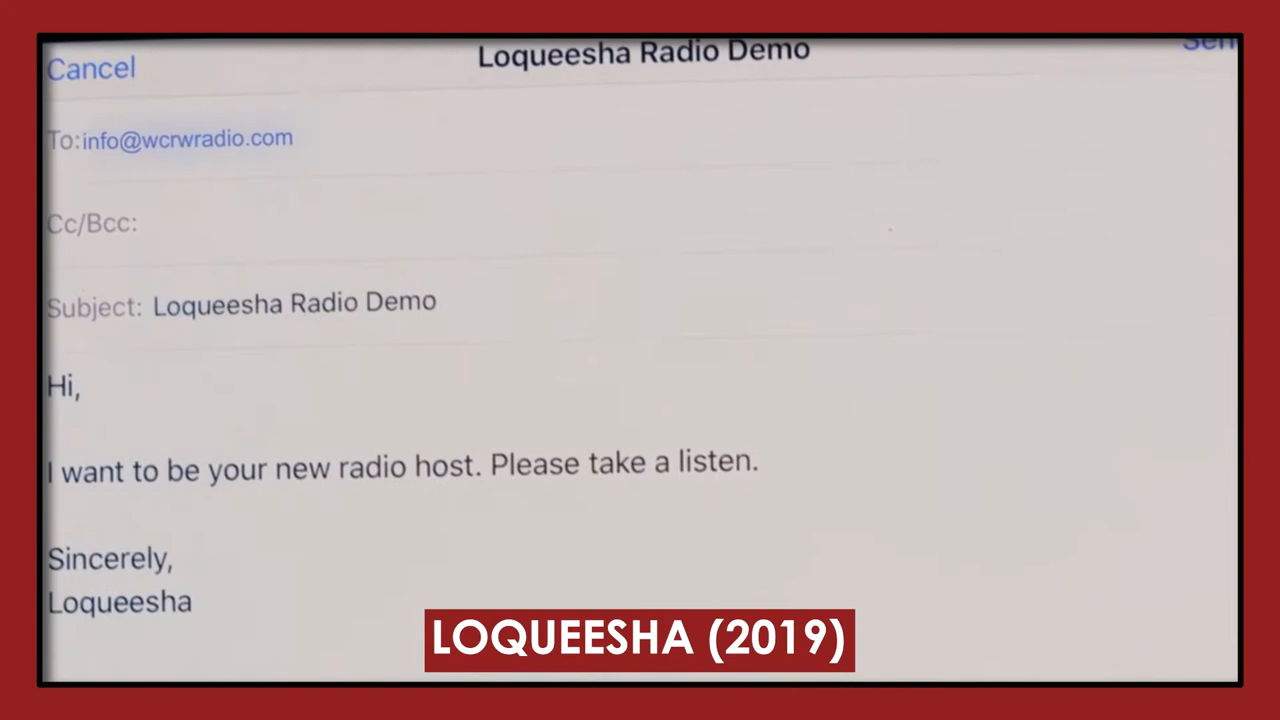 Cancel
Loqueesha Radio Demo
Send
To: info@wcrwradio.com
Cc/Bcc:
Subject: Loqueesha Radio Demo
Hi,
I want to be your new radio host. Please take a listen.
Sincerely,
Loqueesha
LOQUEESHA (2019)